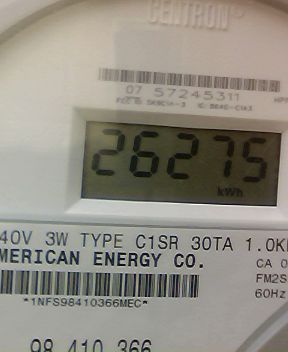 CENTRON
07 57245311
26275
kWh
40V 3W TYPE C1SR 30TA 1.0K
MERICAN ENERGY CO.
CA 0
FM2S
60Hz
*1NFS98410366MEC*
98 410 366